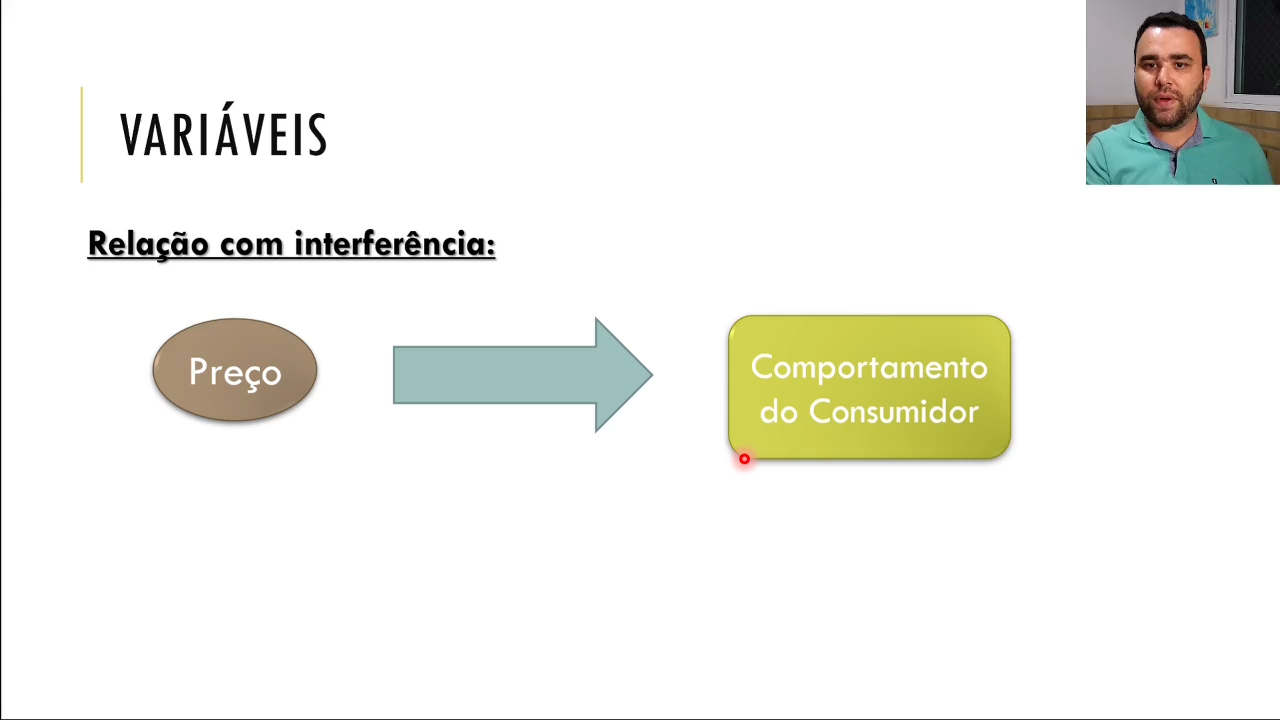 VARIÁVEIS
Relação com interferência:
Preço
Comportamento
do Consumidor